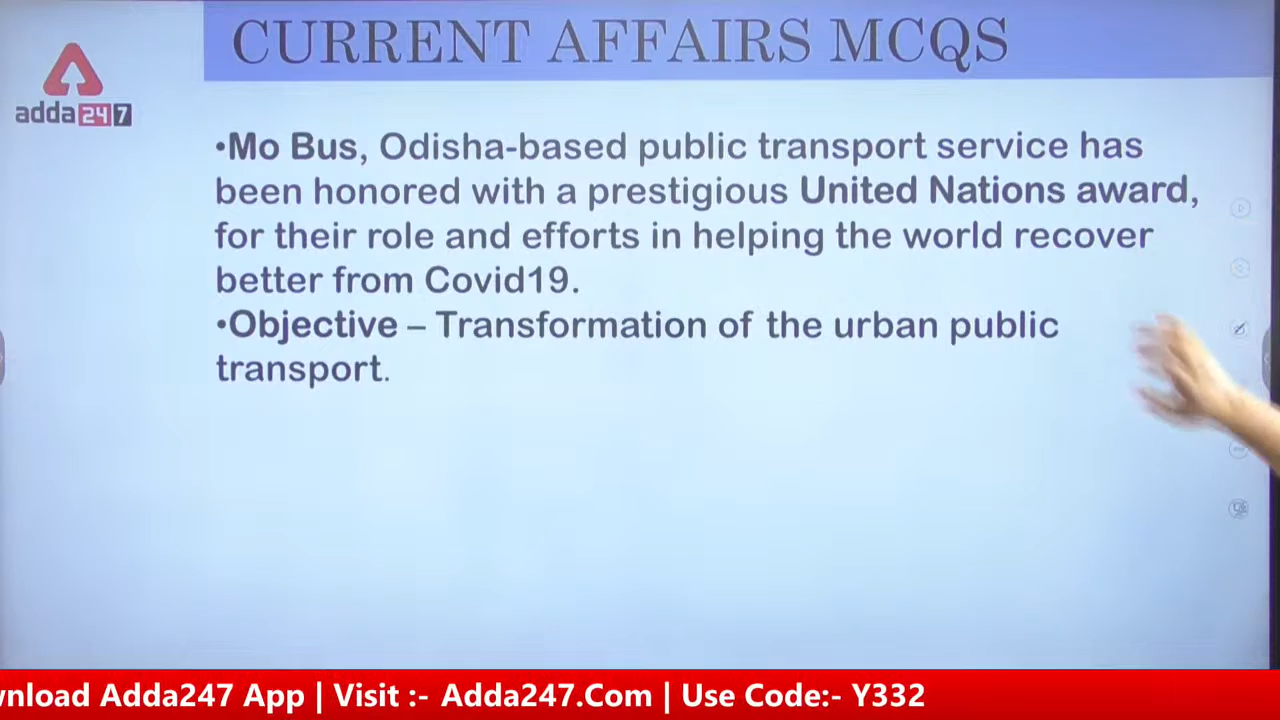 CURRENT AFFAIRS MCQS
adda247
•Mo Bus, Odisha-based public transport service has
been honored with a prestigious United Nations award,
for their role and efforts in helping the world recover
better from Covid19.
•Objective – Transformation of the urban public
transport.
wnload Adda247 App | Visit :- Adda247.Com | Use Code:- Y332